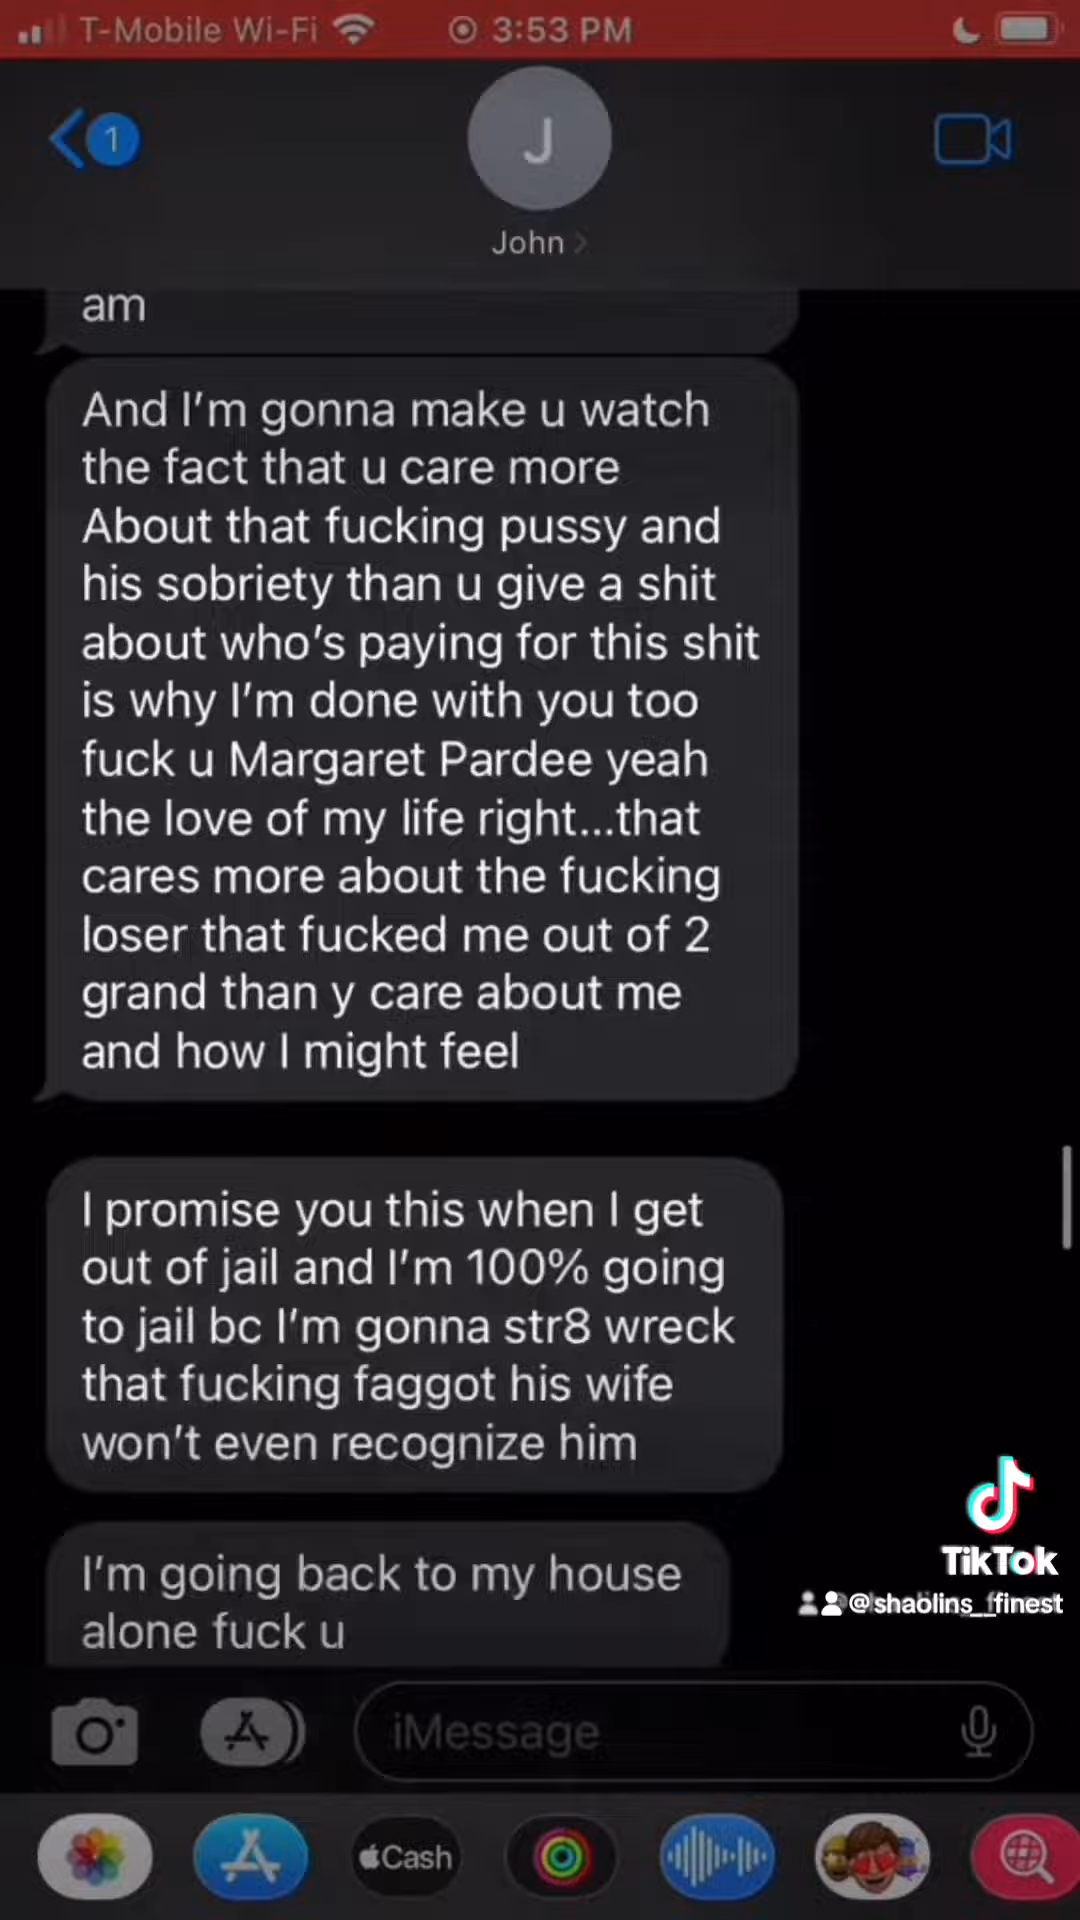 T-Mobile Wi-Fi 3:53 PM
1
J
John
am
And I'm gonna make u watch
the fact that u care more
About that fucking pussy and
his sobriety than u give a shit
about who's paying for this shit
is why I'm done with you too
fuck u Margaret Pardee yeah
the love of my life right...that
cares more about the fucking
loser that fucked me out of 2
grand than y care about me
and how I might feel
I promise you this when I get
out of jail and I'm 100% going
to jail bc I'm gonna str8 wreck
that fucking faggot his wife
won't even recognize him
I'm going back to my house
alone fuck u
TikTok
@shaolins__finest
iMessage
Cash